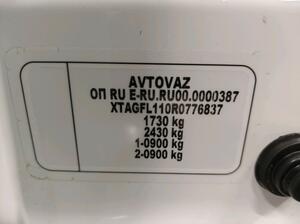 AVTOVAZ
ОП RU E-RU.RU00.0000387
XTAGFL110R0776837
1730 kg
2430 kg
1-0900 kg
2-0900 kg